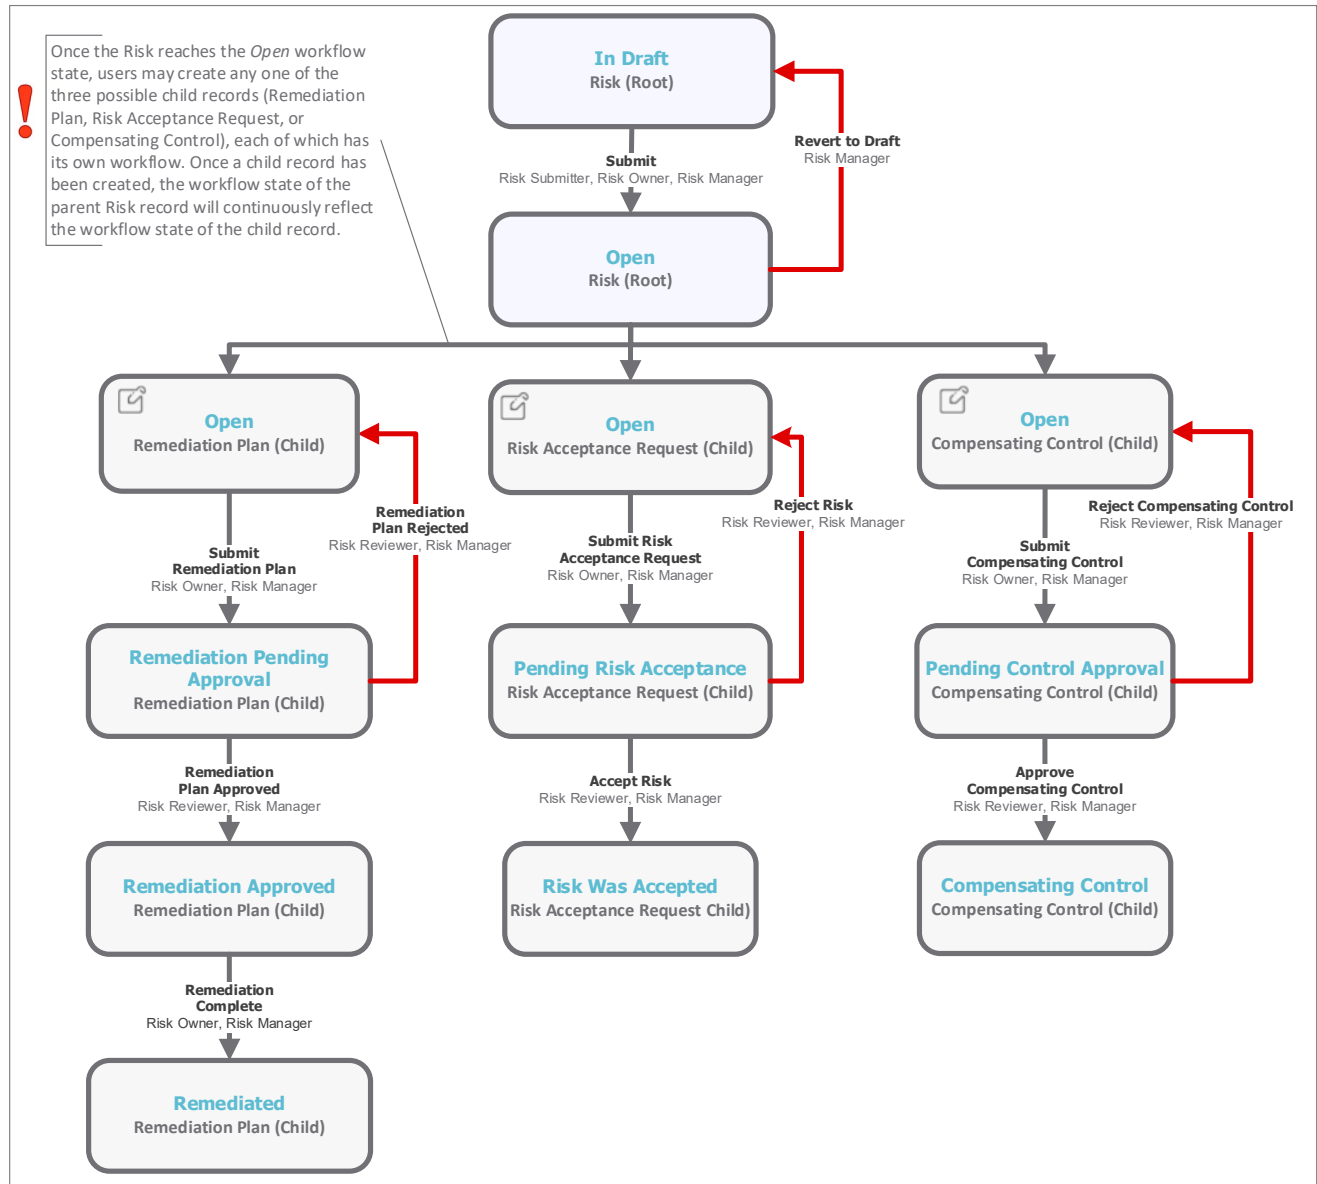 Once the Risk reaches the Open workflow
state, users may create any one of the
three possible child records (Remediation
Plan, Risk Acceptance Request, or
Compensating Control), each of which has
its own workflow. Once a child record has
been created, the workflow state of the
parent Risk record will continuously reflect
the workflow state of the child record.
In Draft
Risk (Root)
Revert to Draft
Risk Manager
Submit
Risk Submitter, Risk Owner, Risk Manager
Open
Risk (Root)
Open
Remediation Plan (Child)
Remediation
Plan Rejected
Risk Reviewer, Risk Manager
Submit
Remediation Plan
Risk Owner, Risk Manager
Remediation Pending
Approval
Remediation Plan (Child)
Remediation
Plan Approved
Risk Reviewer, Risk Manager
Remediation Approved
Remediation Plan (Child)
Remediation
Complete
Risk Owner, Risk Manager
Remediated
Remediation Plan (Child)
Open
Risk Acceptance Request (Child)
Reject Risk
Risk Reviewer, Risk Manager
Submit Risk
Acceptance Request
Risk Owner, Risk Manager
Pending Risk Acceptance
Risk Acceptance Request (Child)
Accept Risk
Risk Reviewer, Risk Manager
Risk Was Accepted
Risk Acceptance Request Child)
Open
Compensating Control (Child)
Reject Compensating Control
Risk Reviewer, Risk Manager
Submit
Compensating Control
Risk Owner, Risk Manager
Pending Control Approval
Compensating Control (Child)
Approve
Compensating Control
Risk Reviewer, Risk Manager
Compensating Control
Compensating Control (Child)